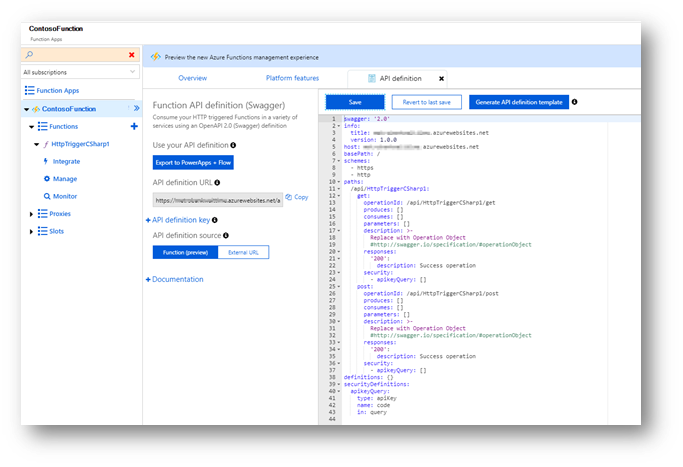 ContosoFunction
Function Apps
Preview the new Azure Functions management experience
All subscriptions
Overview
Platform features
API definition
Function Apps
ContosoFunction
Functions
HttpTriggerCSharp1
Integrate
Manage
Monitor
Proxies
Slots
Function API definition (Swagger)
Consume your HTTP triggered Functions in a variety of
services using an OpenAPI 2.0 (Swagger) definition
Use your API definition
Export to PowerApps + Flow
API definition URL
.azurewebsites.net/a
Copy
API definition key
API definition source
Function (preview)
External URL
Documentation
Save
Revert to last save
Generate API definition template
1 swagger: '2.0'
2 info:
3 title: .azurewebsites.net
4 version: 1.0.0
5 host: .azurewebsites.net
6 basePath: /
7 schemes:
8 - https
9 - http
10 paths:
11 /api/HttpTriggerCSharp1:
12 get:
13 operationId: /api/HttpTriggerCSharp1/get
14 produces: []
15 consumes: []
16 parameters: []
17 description: >-
18 Replace with Operation Object
19 #http://swagger.io/specification/#operationObject
20 responses:
21 '200':
22 description: Success operation
23 security:
24 - apikeyQuery: []
25 post:
26 operationId: /api/HttpTriggerCSharp1/post
27 produces: []
28 consumes: []
29 parameters: []
30 description: >-
31 Replace with Operation Object
32 #http://swagger.io/specification/#operationObject
33 responses:
34 '200':
35 description: Success operation
36 security:
37 - apikeyQuery: []
38 definitions: {}
39 securityDefinitions:
40 apikeyQuery:
41 type: apiKey
42 name: code
43 in: query
44